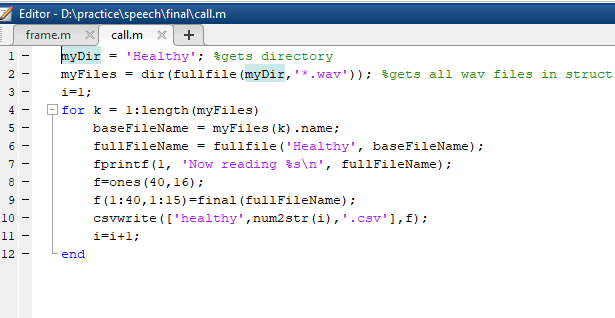 Editor - D:\practice\speech\final\call.m
frame.m × call.m × +
1 - myDir = 'Healthy'; %gets directory
2 - myFiles = dir(fullfile(myDir,'*.wav')); %gets all wav files in struct
3 - i=1;
4 - for k = 1:length(myFiles)
5 - baseFileName = myFiles(k).name;
6 - fullFileName = fullfile('Healthy', baseFileName);
7 - fprintf(1, 'Now reading %s\n', fullFileName);
8 - f=ones(40,16);
9 - f(1:40,1:15)=final(fullFileName);
10 - csvwrite(['healthy',num2str(i),'.csv'],f);
11 - i=i+1;
12 - end